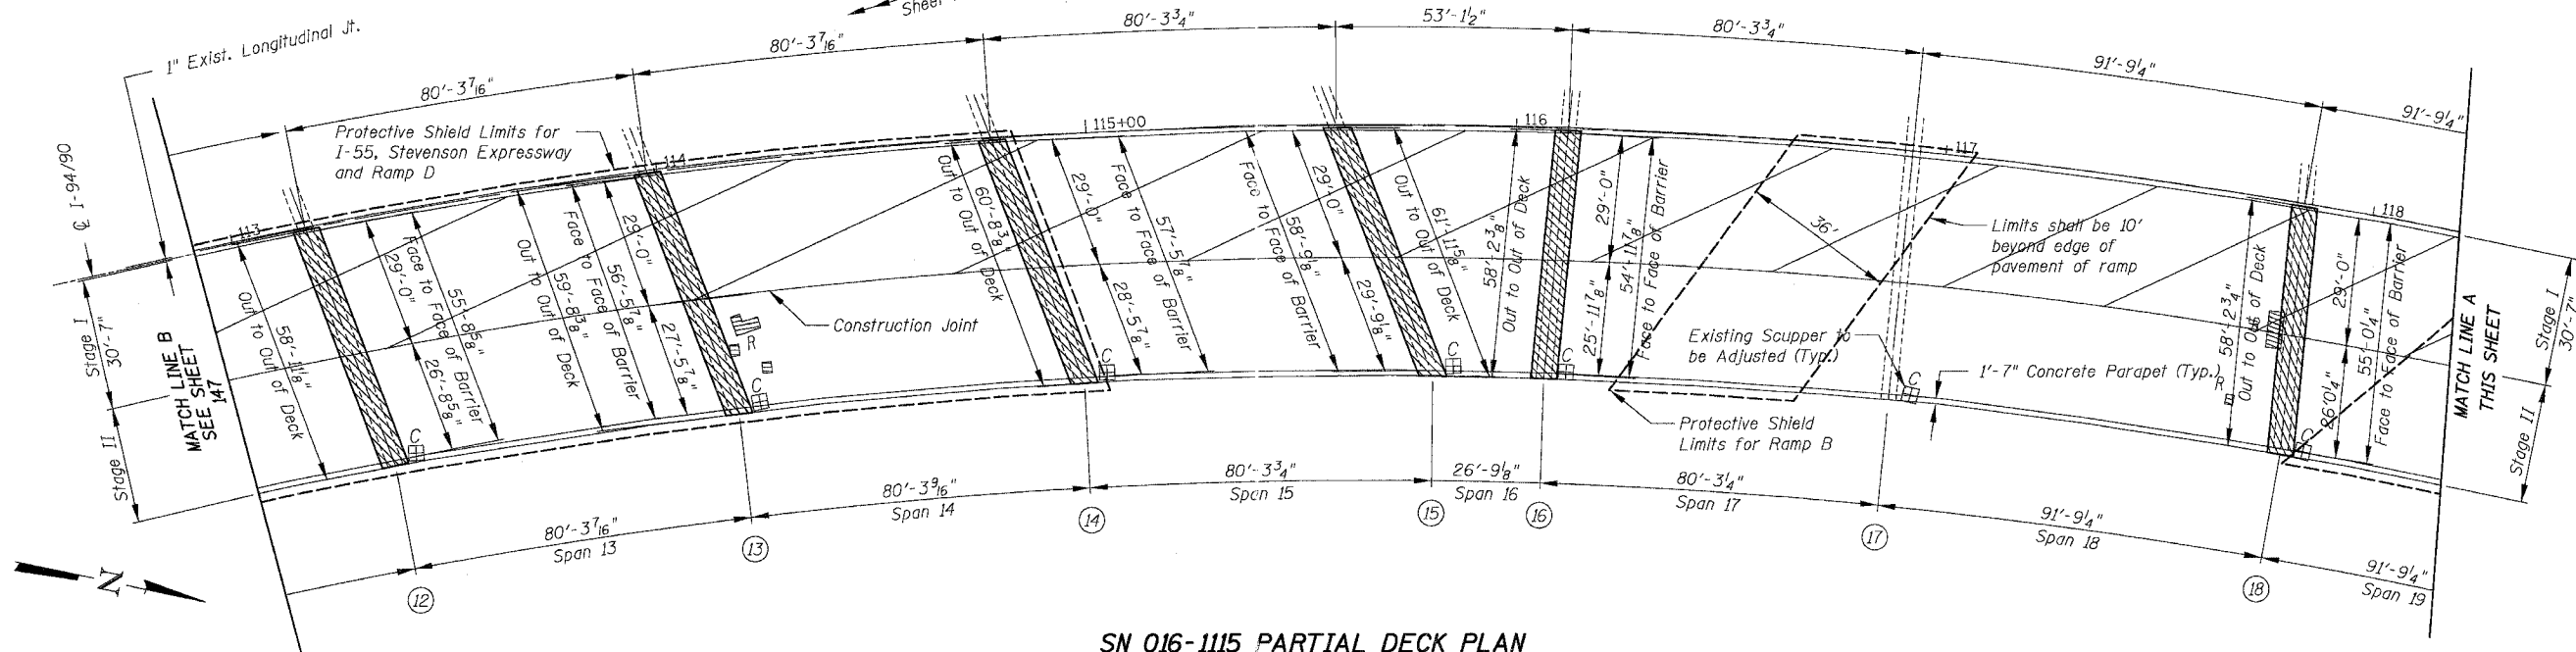 Sheet
1" Exist. Longitudinal Jt.
80'-3 7/16"
80'-3 7/16"
80'-3 3/4"
53'-1 1/2"
80'-3 3/4"
91'-9 1/4"
91'-9 1/4"
Protective Shield Limits for
I-55, Stevenson Expressway
and Ramp D
℄ I-94/90
113
114
115+00
116
117
118
Stage I
30'-7"
Stage II
MATCH LINE B
SEE SHEET
147
58'-11 1/8"
Out to Out of Deck
29'-0"
26'-8 5/8"
55'-8 5/8"
Face to Face of Barrier
59'-8 3/8"
Out to Out of Deck
56'-5 7/8"
Face to Face of Barrier
29'-0"
27'-5 7/8"
R
Construction Joint
60'-8 3/8"
Out to Out of Deck
29'-0"
28'-5 7/8"
57'-5 7/8"
Face to Face of Barrier
58'-9 1/8"
Face to Face of Barrier
29'-0"
29'-9 1/8"
61'-11 5/8"
Out to Out of Deck
58'-2 3/8"
Out to Out of Deck
29'-0"
25'-11 7/8"
54'-11 7/8"
Face to Face of Barrier
36'
Limits shall be 10'
beyond edge of
pavement of ramp
Existing Scupper to
be Adjusted (Typ.)
1'-7" Concrete Parapet (Typ.)
Protective Shield
Limits for Ramp B
R
58'-2 3/4"
Out to Out of Deck
29'-0"
26'0 1/4"
55'-0 1/4"
Face to Face of Barrier
MATCH LINE A
THIS SHEET
Stage I
30'-7"
Stage II
C
C
C
C
C
C
C
80'-3 7/16"
Span 13
80'-3 9/16"
Span 14
80'-3 3/4"
Span 15
26'-9 1/8"
Span 16
80'-3 1/4"
Span 17
91'-9 1/4"
Span 18
91'-9 1/4"
Span 19
12
13
14
15
16
17
18
N
SN 016-1115 PARTIAL DECK PLAN